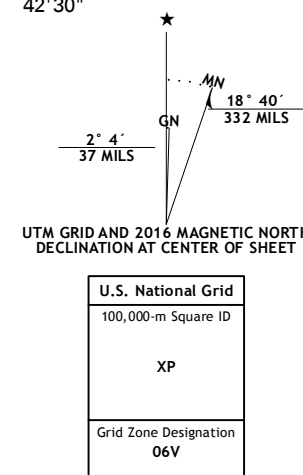 42'30"
★
MN
18° 40´
332 MILS
GN
2° 4´
37 MILS
UTM GRID AND 2016 MAGNETIC NORTH
DECLINATION AT CENTER OF SHEET
U.S. National Grid
100,000-m Square ID
XP
Grid Zone Designation
06V